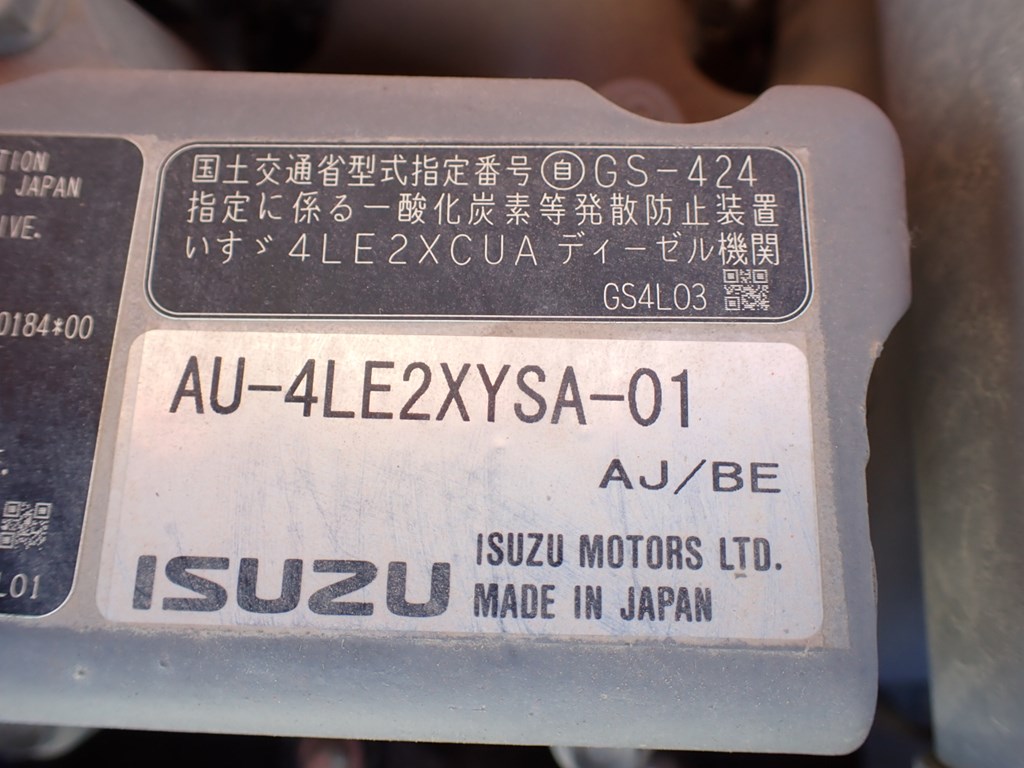 TION
JAPAN
IVE.
0184*00
L01
国土交通省型式指定番号 自 GS-424
指定に係る一酸化炭素等発散防止装置
いすゞ 4LE2XCUA ディーゼル機関
GS4L03
AU-4LE2XYSA-01
AJ/BE
ISUZU
ISUZU MOTORS LTD.
MADE IN JAPAN